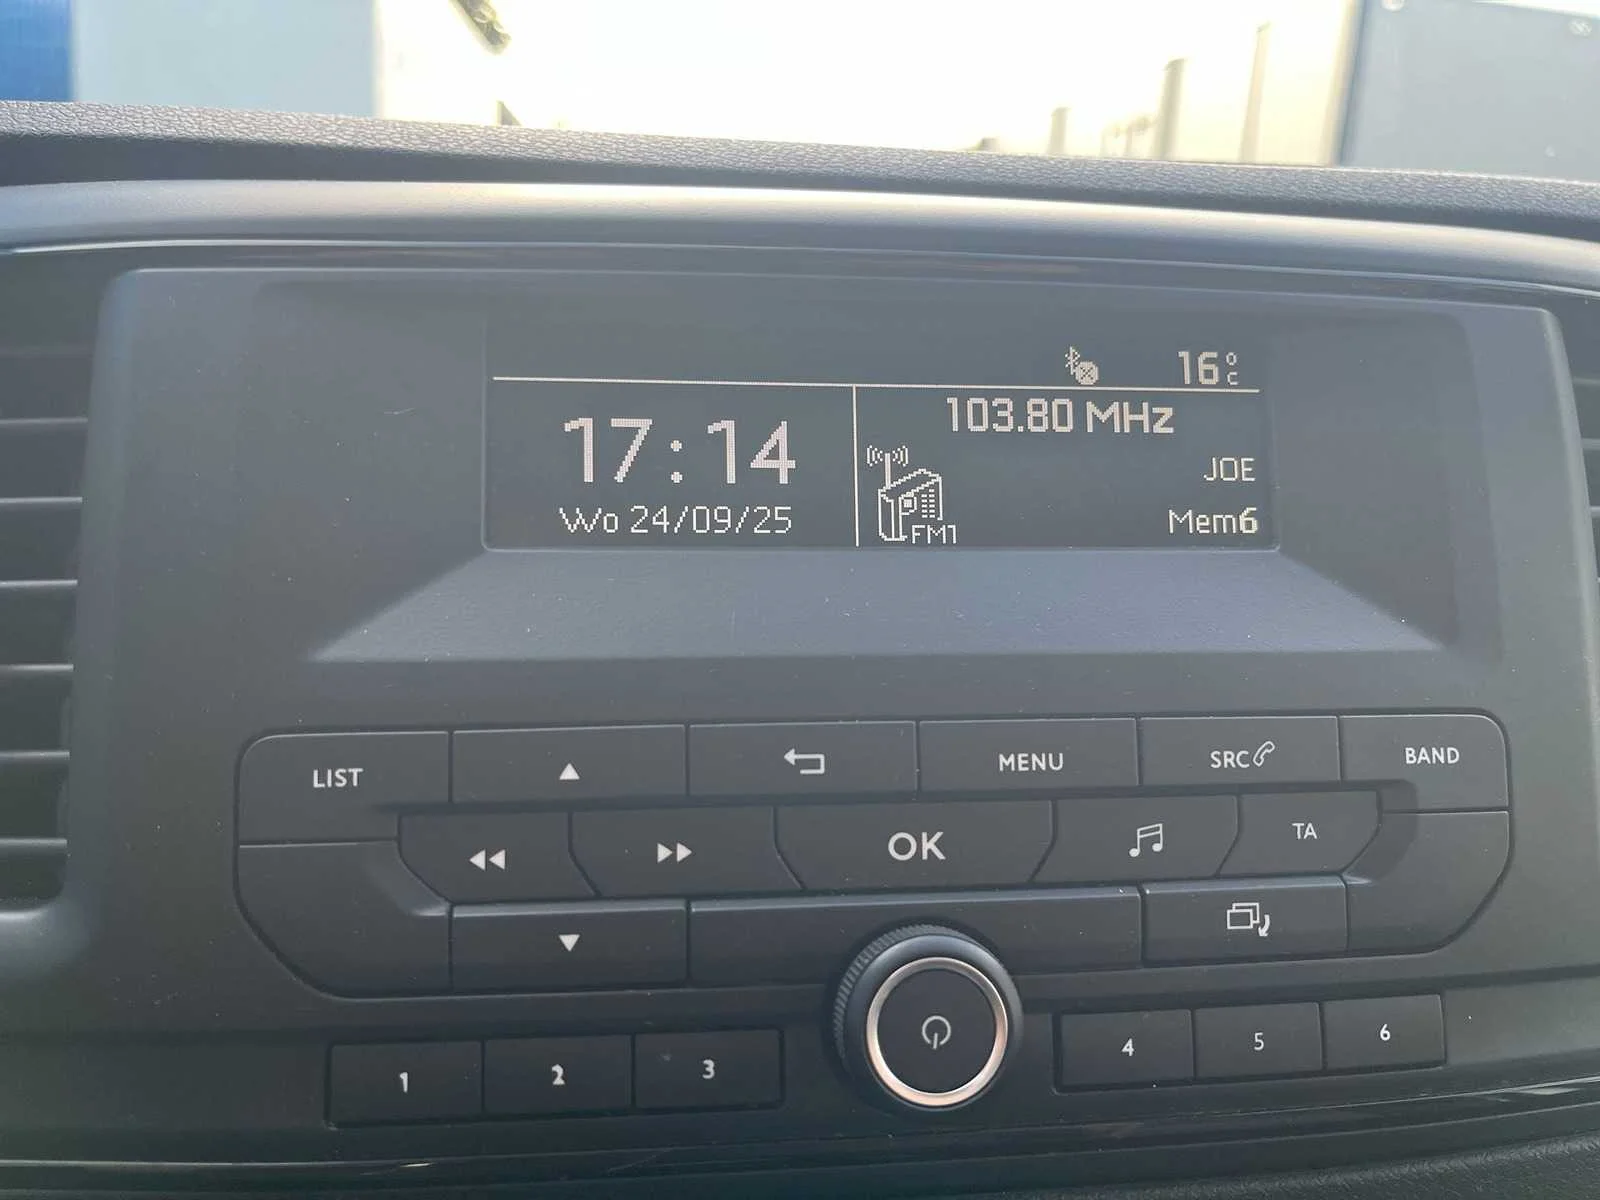 16°C
17:14
Wo 24/09/25
103.80 MHz
JOE
FM1
Mem6
LIST
MENU
SRC
BAND
OK
TA
1
2
3
4
5
6